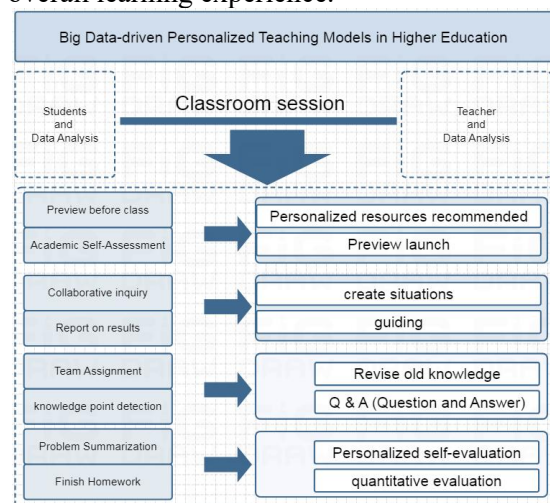 overall learning experience.
Big Data-driven Personalized Teaching Models in Higher Education
Students
and
Data Analysis
Classroom session
Teacher
and
Data Analysis
Preview before class
Academic Self-Assessment
Personalized resources recommended
Preview launch
Collaborative inquiry
Report on results
create situations
guiding
Team Assignment
knowledge point detection
Revise old knowledge
Q & A (Question and Answer)
Problem Summarization
Finish Homework
Personalized self-evaluation
quantitative evaluation